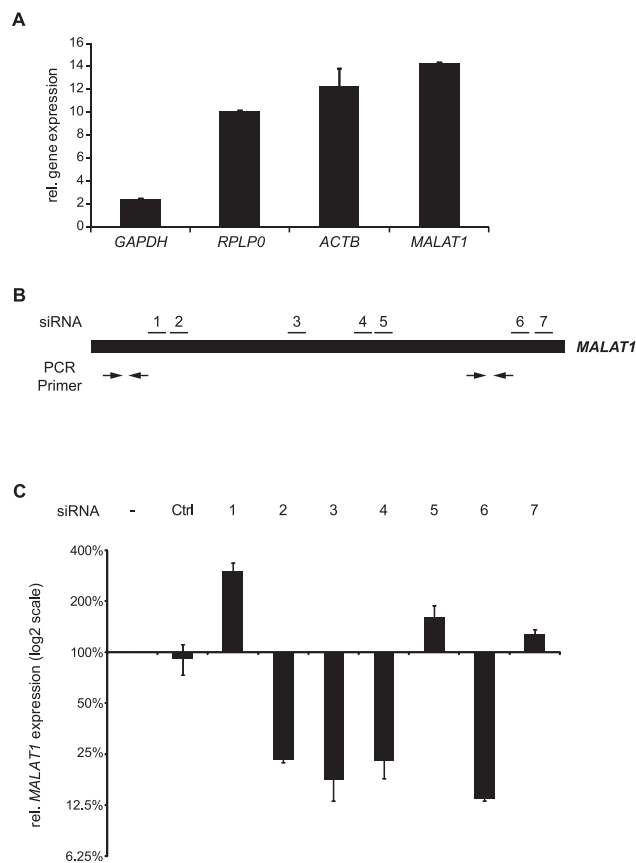 A
rel. gene expression
16
14
12
10
8
6
4
2
0
GAPDH RPLP0 ACTB MALAT1
B
siRNA 1 2 3 4 5 6 7
MALAT1
PCR
Primer
C
siRNA - Ctrl 1 2 3 4 5 6 7
rel. MALAT1 expression (log2 scale)
400%
200%
100%
50%
25%
12.5%
6.25%